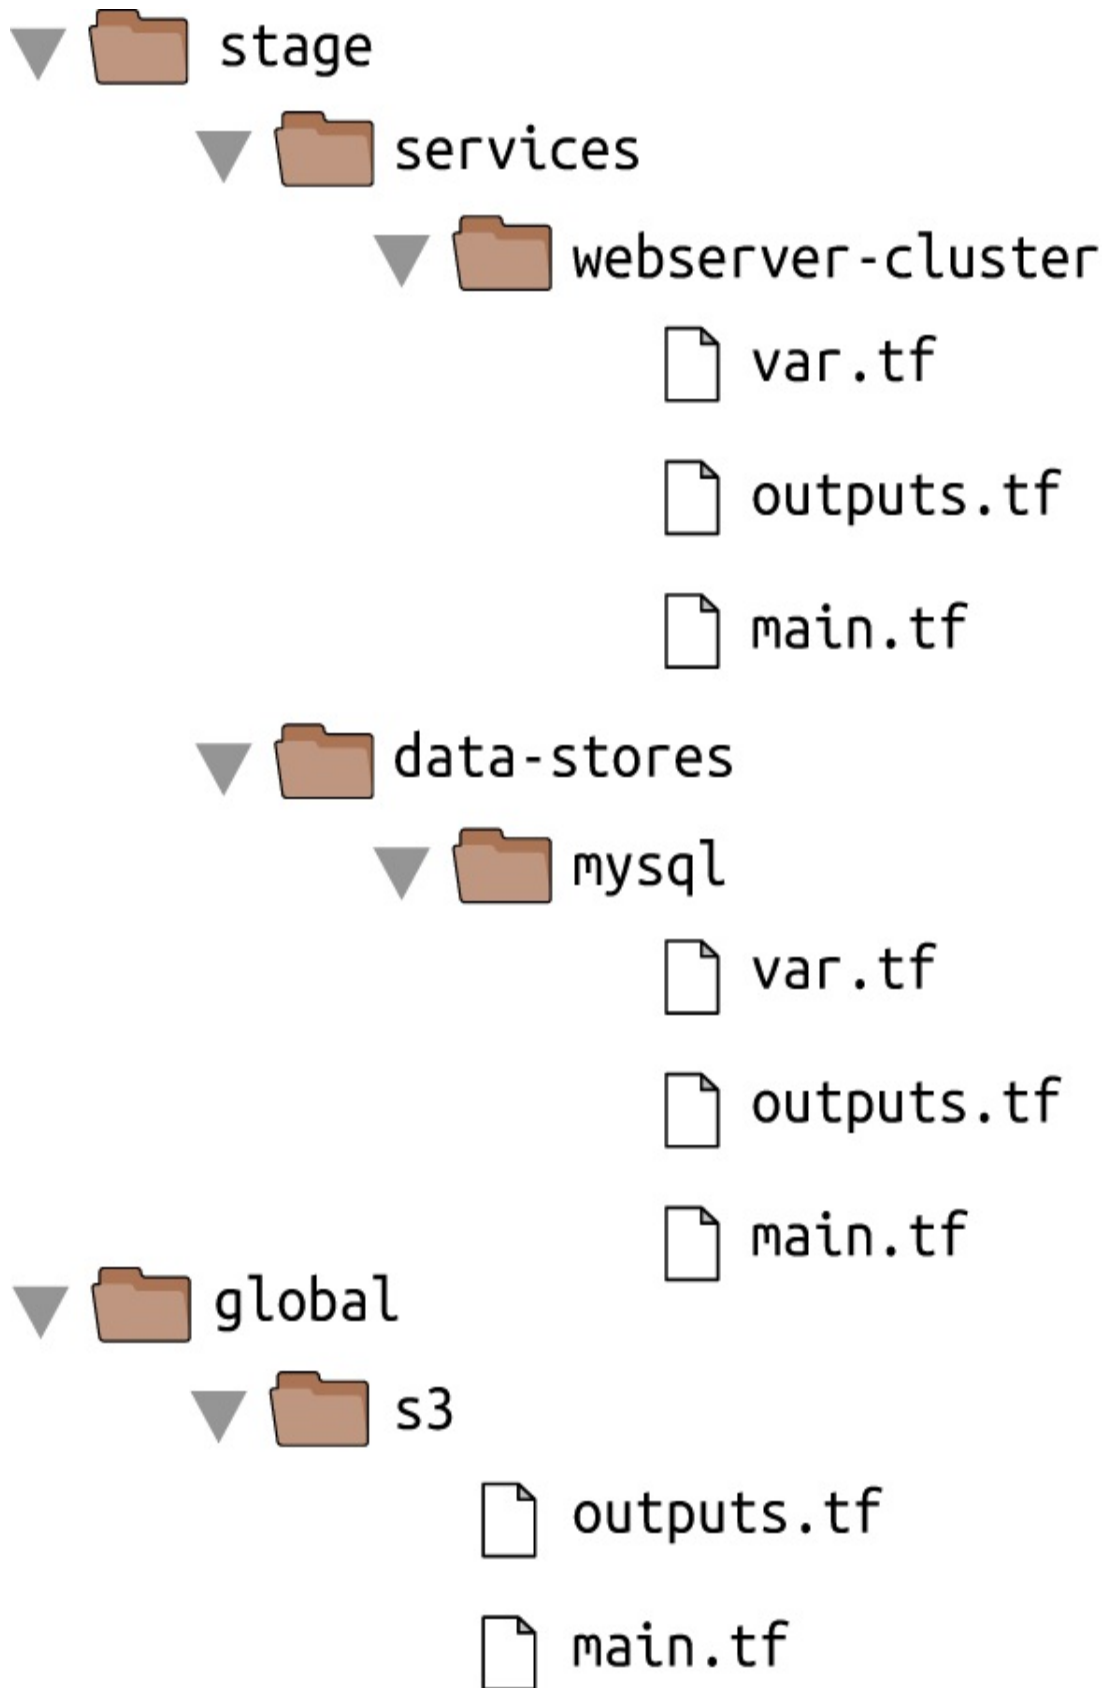 stage
services
webserver-cluster
var.tf
outputs.tf
main.tf
data-stores
mysql
var.tf
outputs.tf
main.tf
global
s3
outputs.tf
main.tf